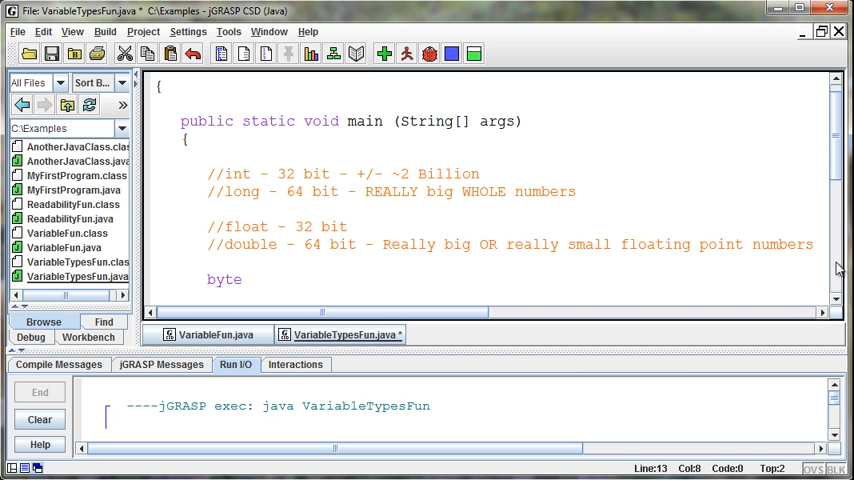 File: VariableTypesFun.java * C:\Examples - jGRASP CSD (Java)
File Edit View Build Project Settings Tools Window Help
All Files Sort B...
»
C:\Examples
AnotherJavaClass.clas
AnotherJavaClass.java
MyFirstProgram.class
MyFirstProgram.java
ReadabilityFun.class
ReadabilityFun.java
VariableFun.class
VariableFun.java
VariableTypesFun.clas
VariableTypesFun.java
Browse Find
Debug Workbench
{
public static void main (String[] args)
{
//int - 32 bit - +/- ~2 Billion
//long - 64 bit - REALLY big WHOLE numbers
//float - 32 bit
//double - 64 bit - Really big OR really small floating point numbers
byte
VariableFun.java VariableTypesFun.java *
Compile Messages jGRASP Messages Run I/O Interactions
End
Clear
Help
----jGRASP exec: java VariableTypesFun
Line:13 Col:8 Code:0 Top:2 OVS BLK